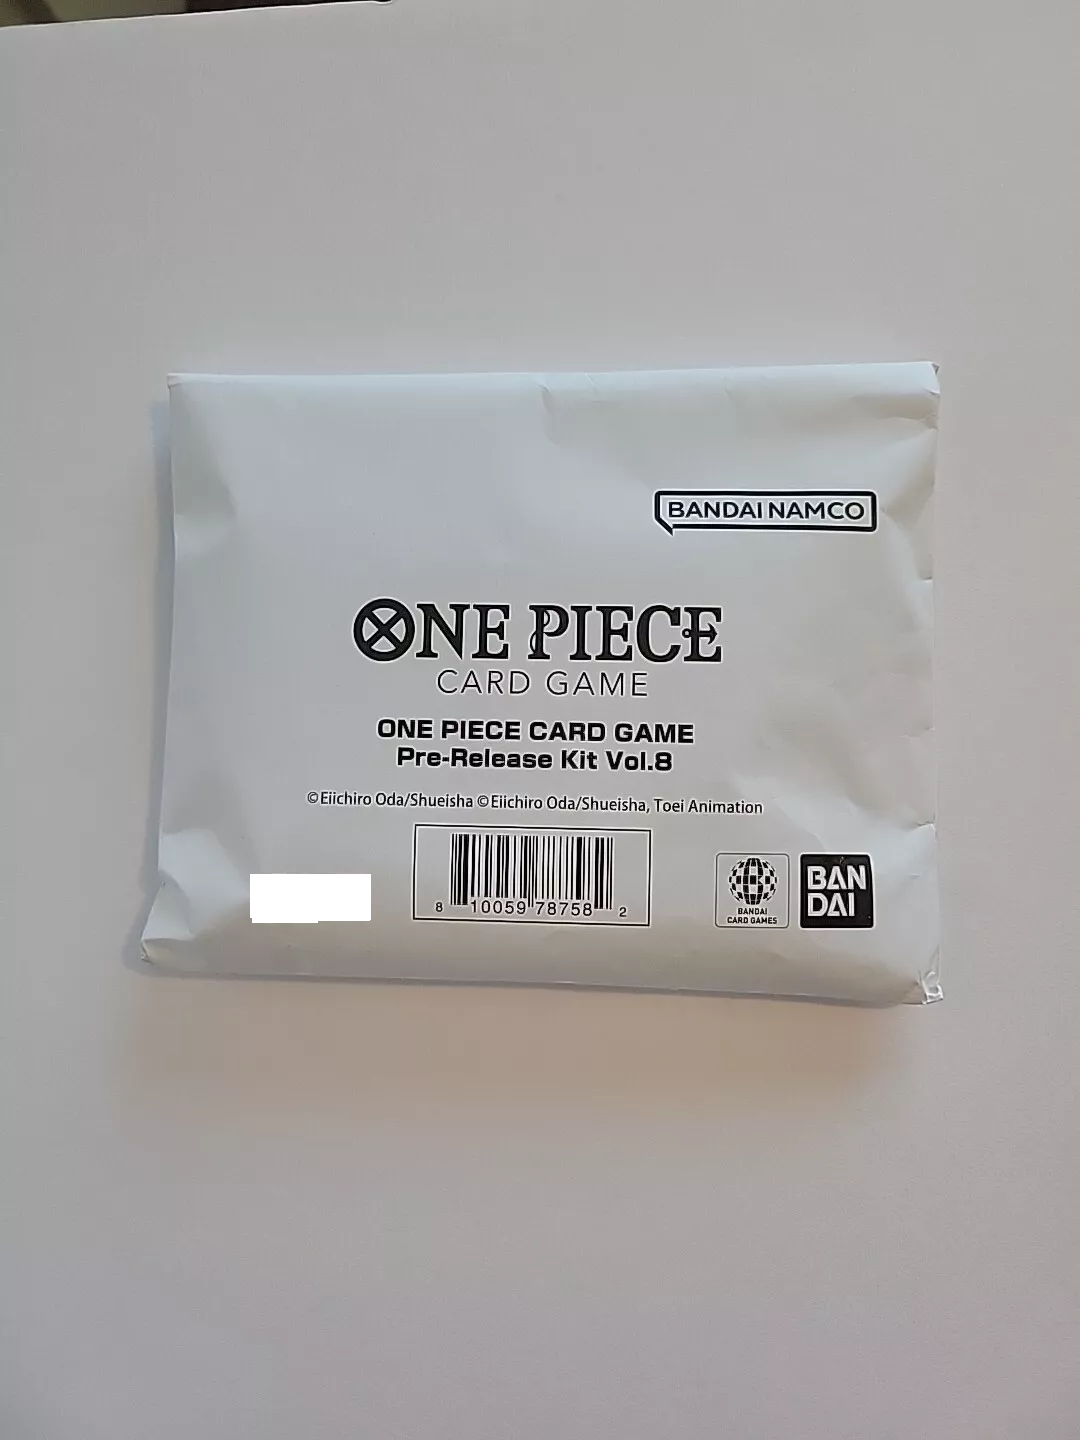 BANDAI NAMCO
ONE PIECE
CARD GAME
ONE PIECE CARD GAME
Pre-Release Kit Vol.8
©Eiichiro Oda/Shueisha ©Eiichiro Oda/Shueisha, Toei Animation
8 10059 78758 2
BANDAI
CARD GAMES
BAN
DAI